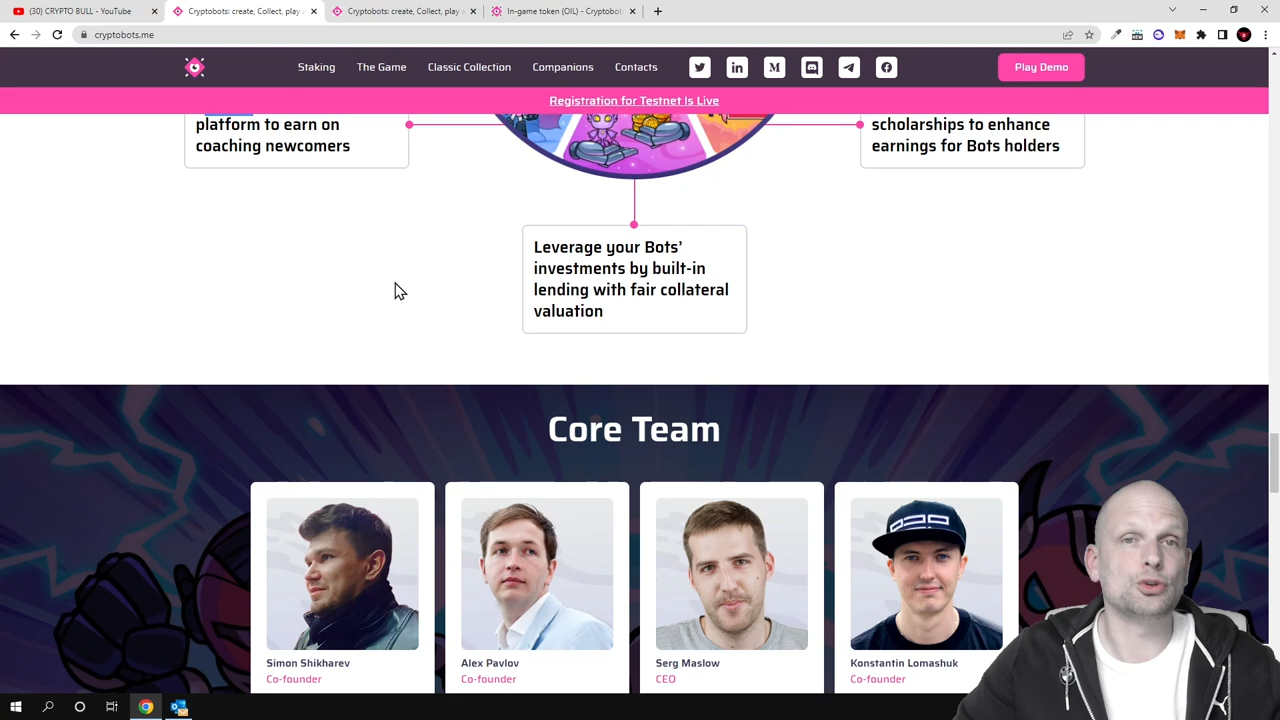 (30) CRYPTO BULL - YouTube
Cryptobots: create, Collect, play
Cryptobots: create, Collect, play
In-game token (OIL) - Cryptobot
cryptobots.me
Staking
The Game
Classic Collection
Companions
Contacts
Play Demo
Registration for Testnet Is Live
platform to earn on
coaching newcomers
scholarships to enhance
earnings for Bots holders
Leverage your Bots'
investments by built-in
lending with fair collateral
valuation
Core Team
Simon Shikharev
Co-founder
Alex Pavlov
Co-founder
Serg Maslow
CEO
Konstantin Lomashuk
Co-founder